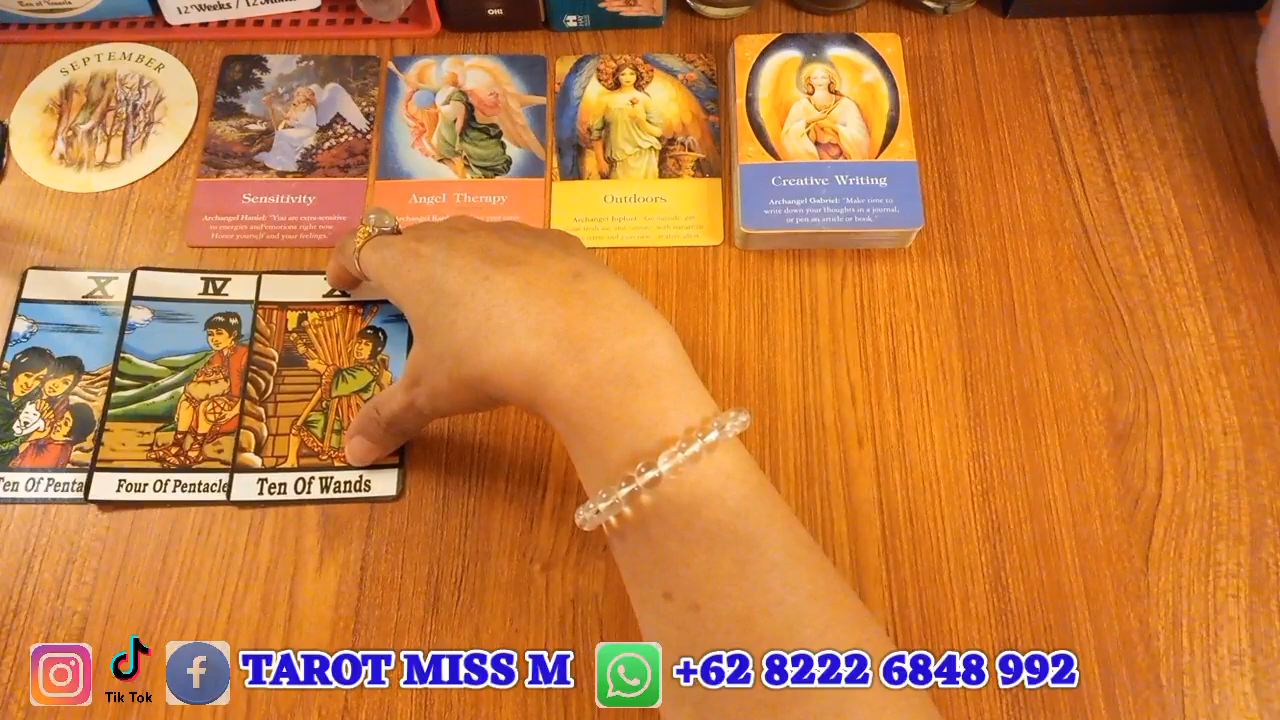 12 Weeks /
OH!
SEPTEMBER
Sensitivity
Archangel Haniel: "You are extra-sensitive
to energies and emotions right now.
Honor yourself and your feelings."
Angel Therapy
Outdoors
Archangel Jophiel:
Creative Writing
Archangel Gabriel: "Make time to
write down your thoughts in a journal,
or pen an article or book."
X
IV
X
Ten Of Penta
Four Of Pentacle
Ten Of Wands
Tik Tok
TAROT MISS M
+62 8222 6848 992